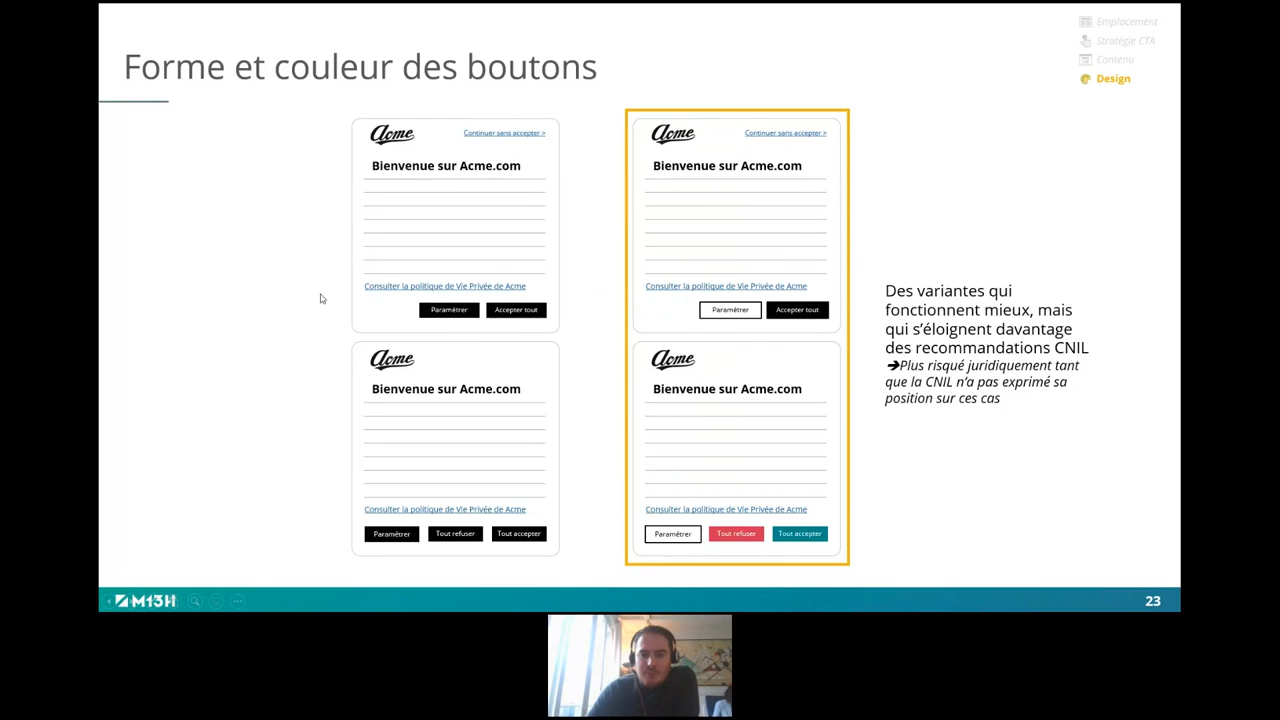 Forme et couleur des boutons
Emplacement
Stratégie CTA
Contenu
Design
Acme
Continuer sans accepter >
Bienvenue sur Acme.com
Consulter la politique de Vie Privée de Acme
Paramétrer
Accepter tout
Acme
Continuer sans accepter >
Bienvenue sur Acme.com
Consulter la politique de Vie Privée de Acme
Paramétrer
Accepter tout
Acme
Bienvenue sur Acme.com
Consulter la politique de Vie Privée de Acme
Paramétrer
Tout refuser
Tout accepter
Acme
Bienvenue sur Acme.com
Consulter la politique de Vie Privée de Acme
Paramétrer
Tout refuser
Tout accepter
Des variantes qui
fonctionnent mieux, mais
qui s’éloignent davantage
des recommandations CNIL
➔Plus risqué juridiquement tant
que la CNIL n’a pas exprimé sa
position sur ces cas
M13H
23